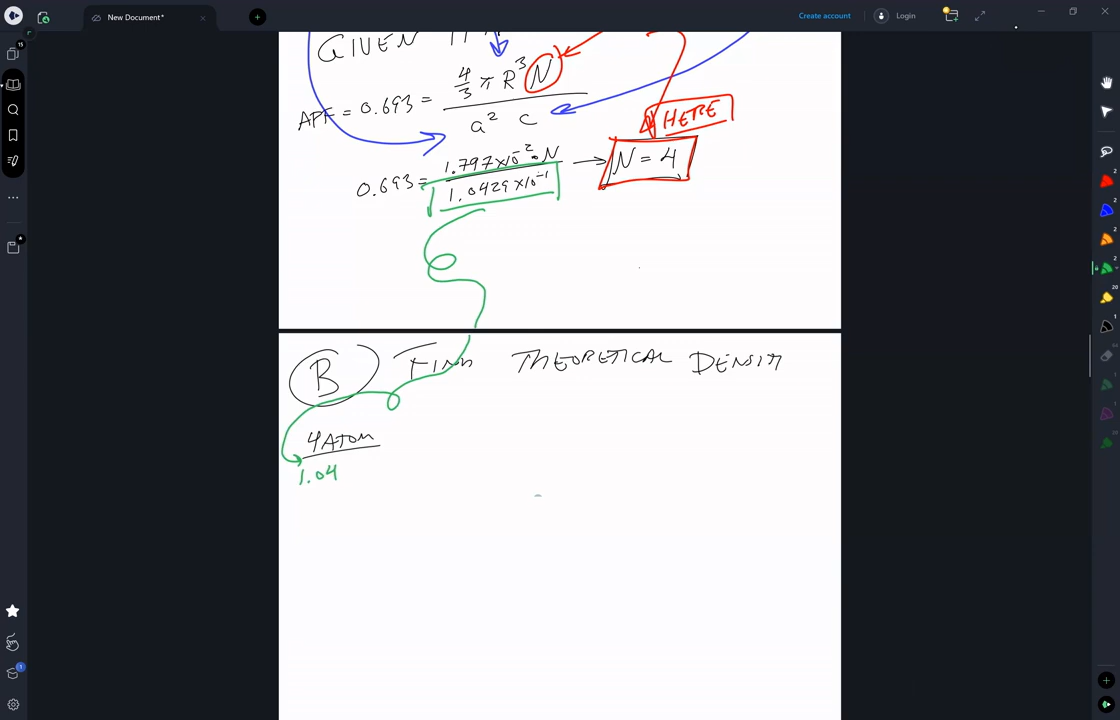 New Document*
Create account
Login
GIVEN
APF = 0.693 = 4/3 π R³ N / a² c
HERE
0.693 = 1.797×10⁻² · N / 1.0429×10⁻¹ → N = 4
B FIND THEORETICAL DENSITY
4 ATOM
1.04